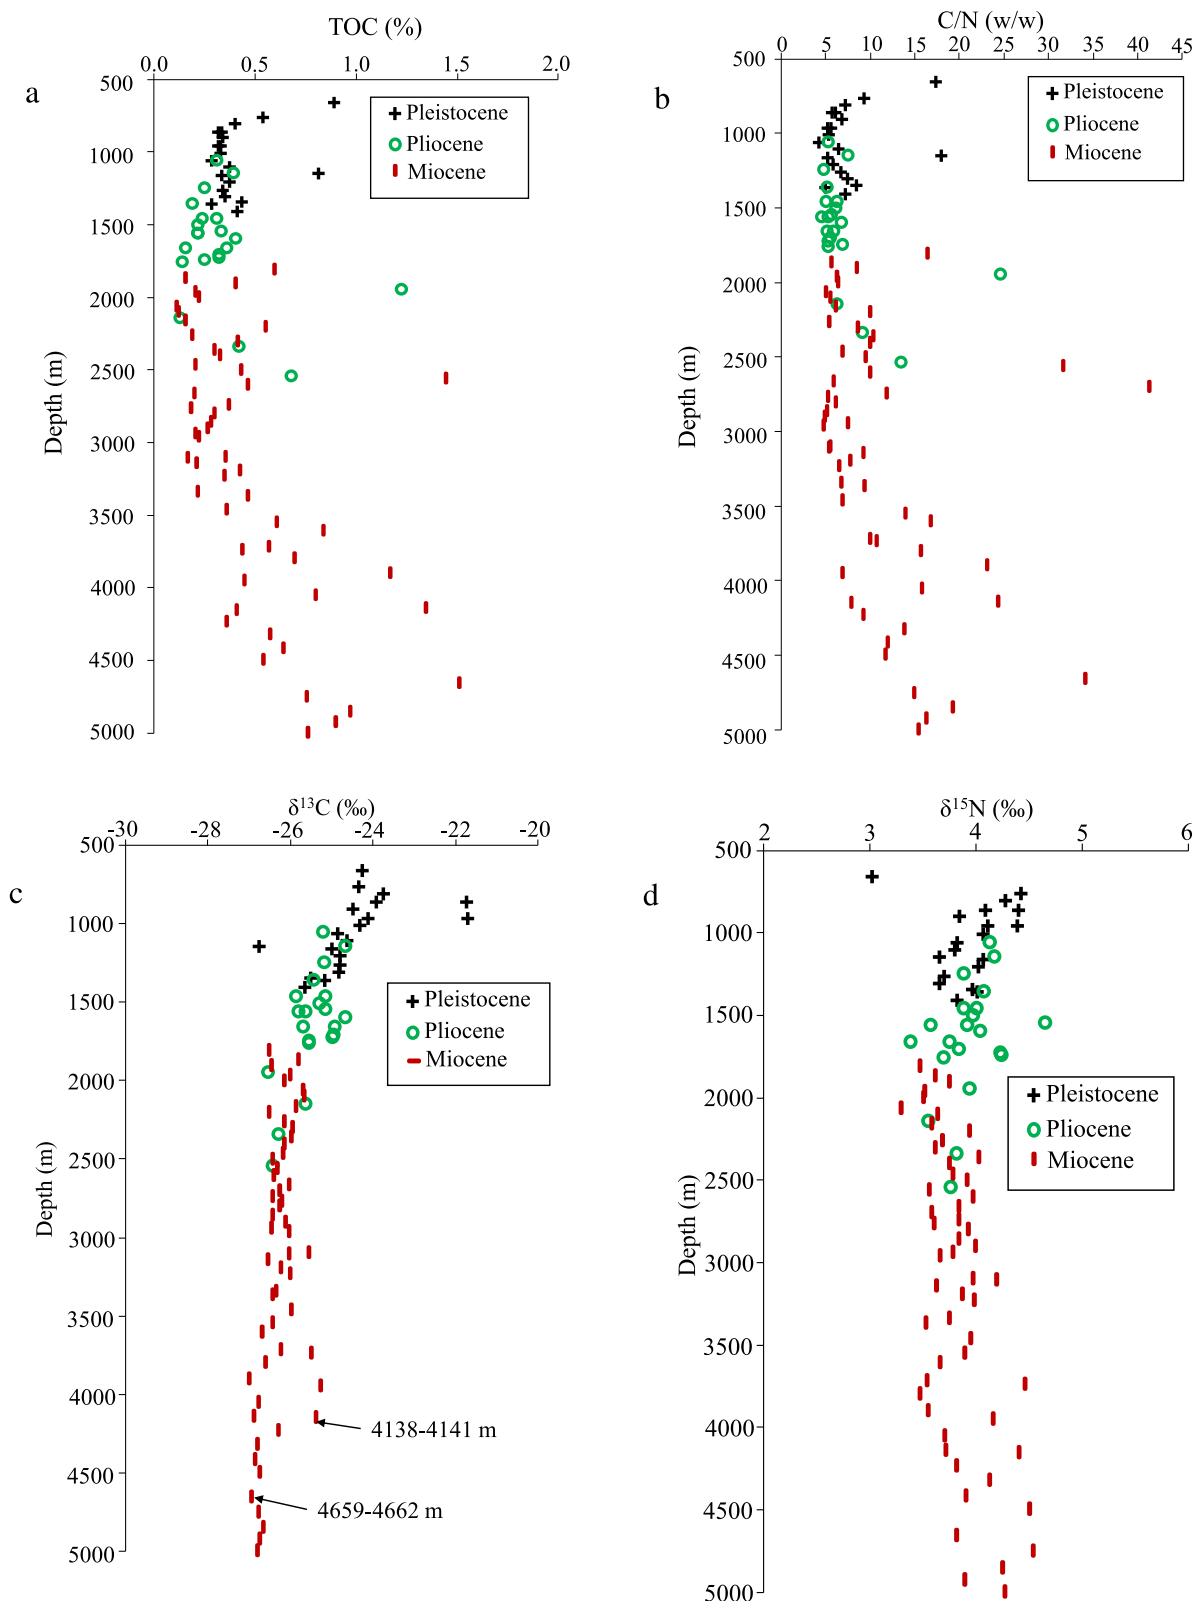 TOC (%)
0.0 0.5 1.0 1.5 2.0
a
500
1000
1500
2000
2500
3000
3500
4000
4500
5000
Depth (m)
Pleistocene
Pliocene
Miocene
C/N (w/w)
0 5 10 15 20 25 30 35 40 45
b
500
1000
1500
2000
2500
3000
3500
4000
4500
5000
Depth (m)
Pleistocene
Pliocene
Miocene
δ¹³C (‰)
-30 -28 -26 -24 -22 -20
c
500
1000
1500
2000
2500
3000
3500
4000
4500
5000
Depth (m)
Pleistocene
Pliocene
Miocene
4138-4141 m
4659-4662 m
δ¹⁵N (‰)
2 3 4 5 6
d
500
1000
1500
2000
2500
3000
3500
4000
4500
5000
Depth (m)
Pleistocene
Pliocene
Miocene